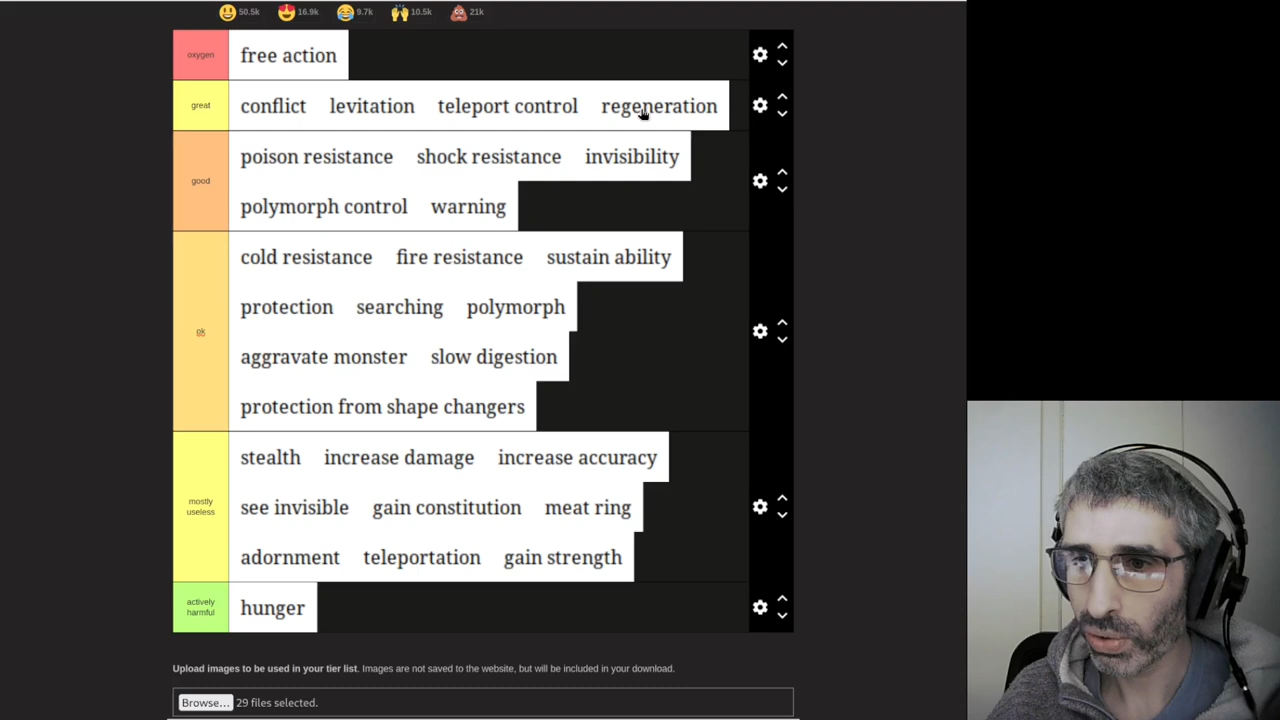 50.5k 16.9k 9.7k 10.5k 21k
oxygen free action
great conflict levitation teleport control regeneration
poison resistance shock resistance invisibility
good
polymorph control warning
cold resistance fire resistance sustain ability
protection searching polymorph
ok
aggravate monster slow digestion
protection from shape changers
stealth increase damage increase accuracy
mostly
useless
see invisible gain constitution meat ring
adornment teleportation gain strength
actively
harmful
hunger
Upload images to be used in your tier list. Images are not saved to the website, but will be included in your download.
Browse... 29 files selected.